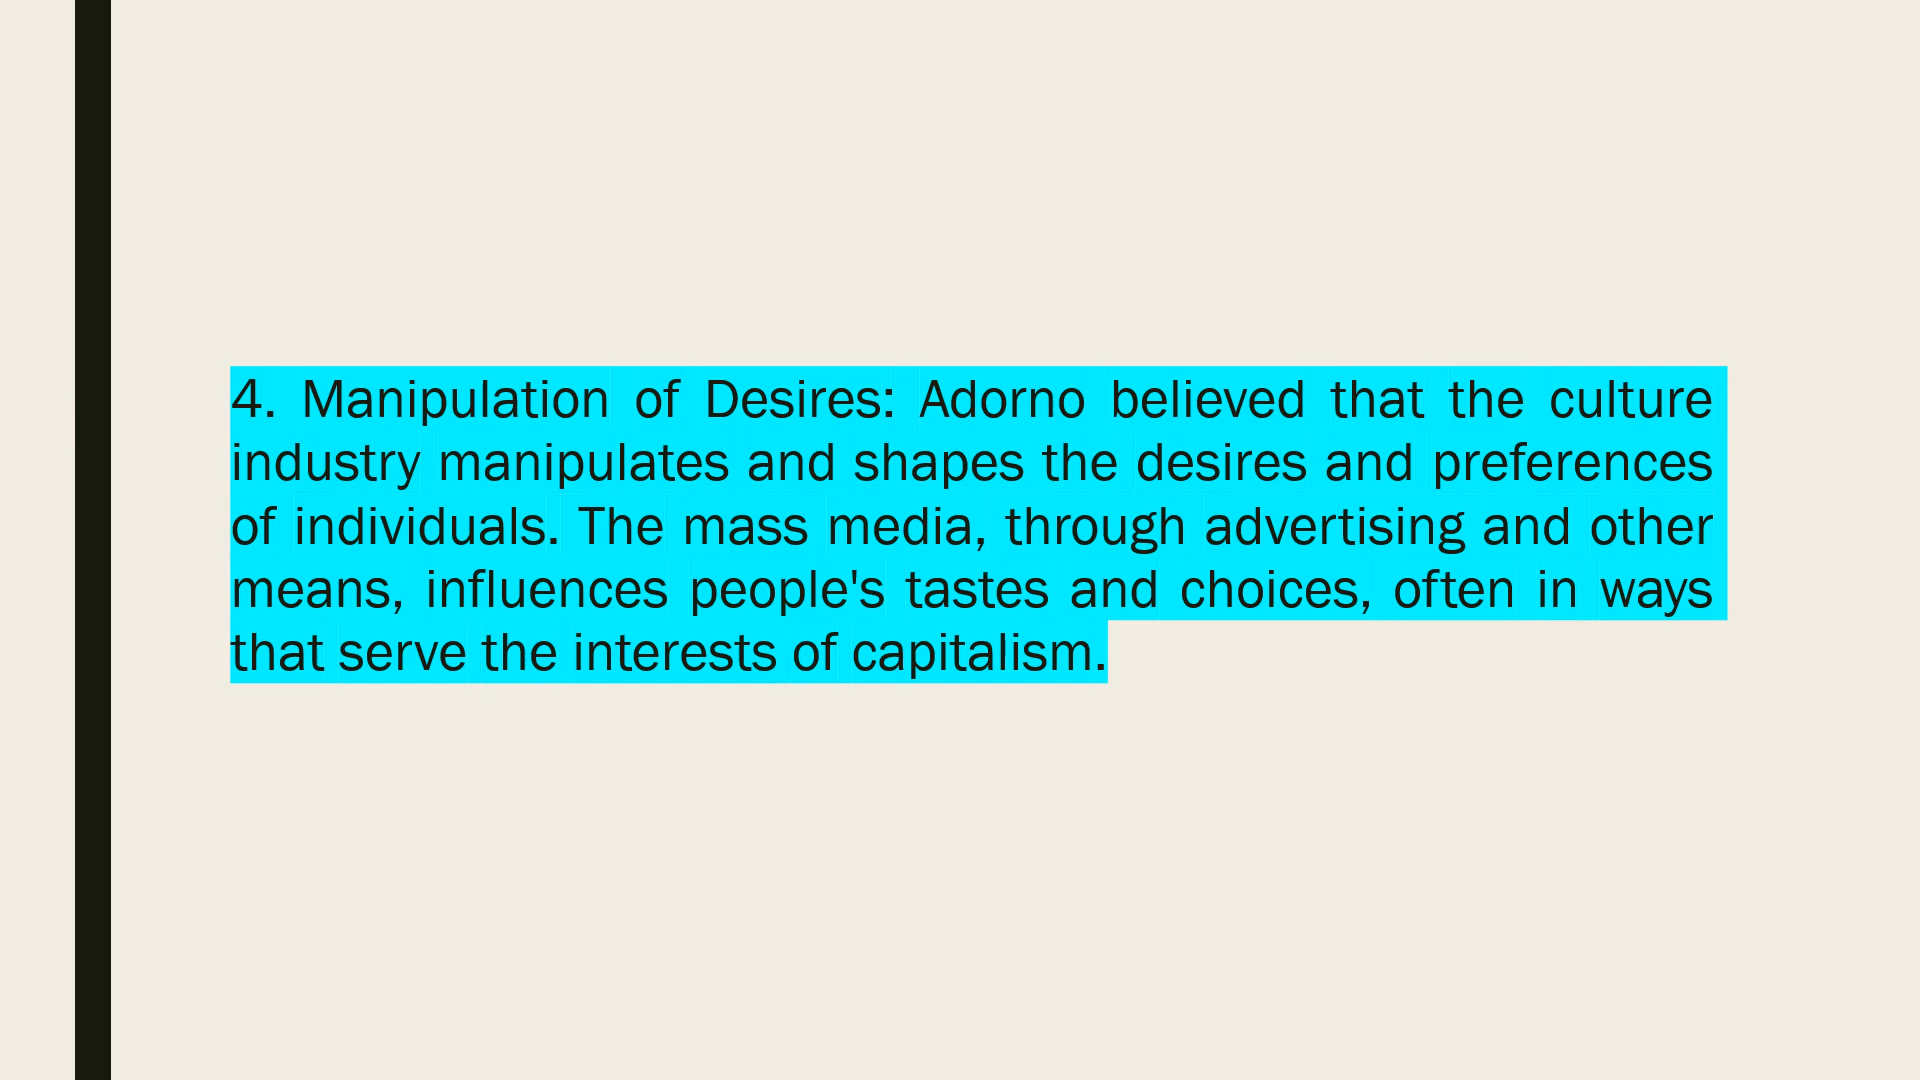 4. Manipulation of Desires: Adorno believed that the culture
industry manipulates and shapes the desires and preferences
of individuals. The mass media, through advertising and other
means, influences people's tastes and choices, often in ways
that serve the interests of capitalism.